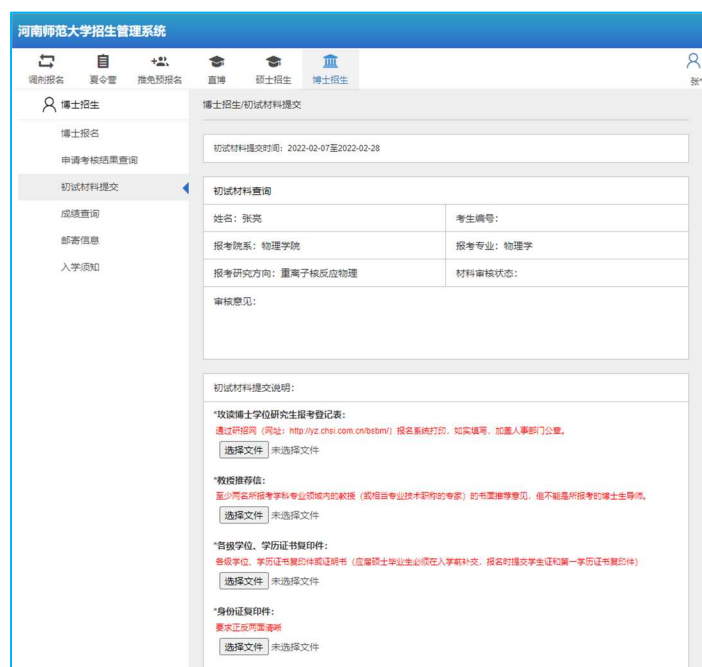 河南师范大学招生管理系统
调剂报名 夏令营 推免预报名 直博 硕士招生 博士招生 张*
博士招生 博士招生/初试材料提交
博士报名
申请考核结果查询
初试材料提交
成绩查询
邮寄信息
入学须知
初试材料提交时间：2022-02-07至2022-02-28
初试材料查询
姓名：张亮 考生编号：
报考院系：物理学院 报考专业：物理学
报考研究方向：重离子核反应物理 材料审核状态：
审核意见：
初试材料提交说明：
*攻读博士学位研究生报考登记表：
通过研招网（网址：http://yz.chsi.com.cn/bsbm/）报名系统打印，如实填写，加盖人事部门公章。
选择文件 未选择文件
*教授推荐信：
至少两名所报考学科专业领域内的教授（或相当专业技术职称的专家）的书面推荐意见，但不能是所报考的博士生导师。
选择文件 未选择文件
*各级学位、学历证书复印件：
各级学位、学历证书复印件或证明书（应届硕士毕业生必须在入学前补交，报名时提交学生证和第一学历证书复印件）
选择文件 未选择文件
*身份证复印件：
要求正反两面清晰
选择文件 未选择文件